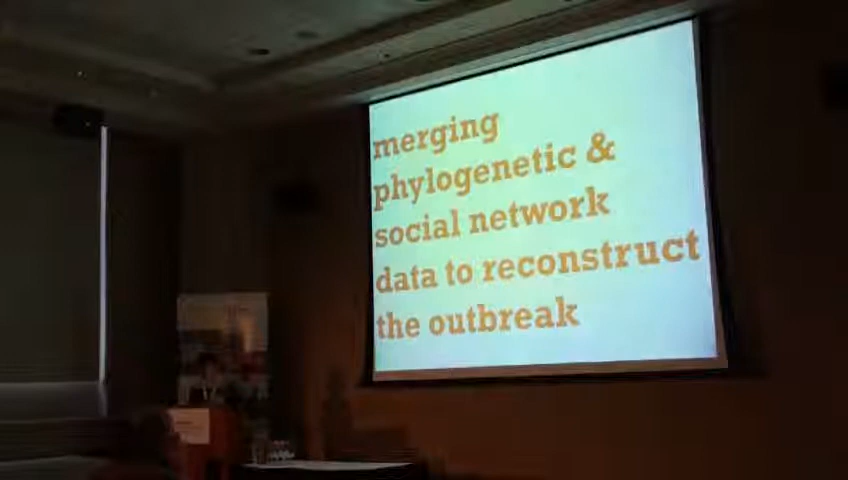 merging
phylogenetic &
social network
data to reconstruct
the outbreak